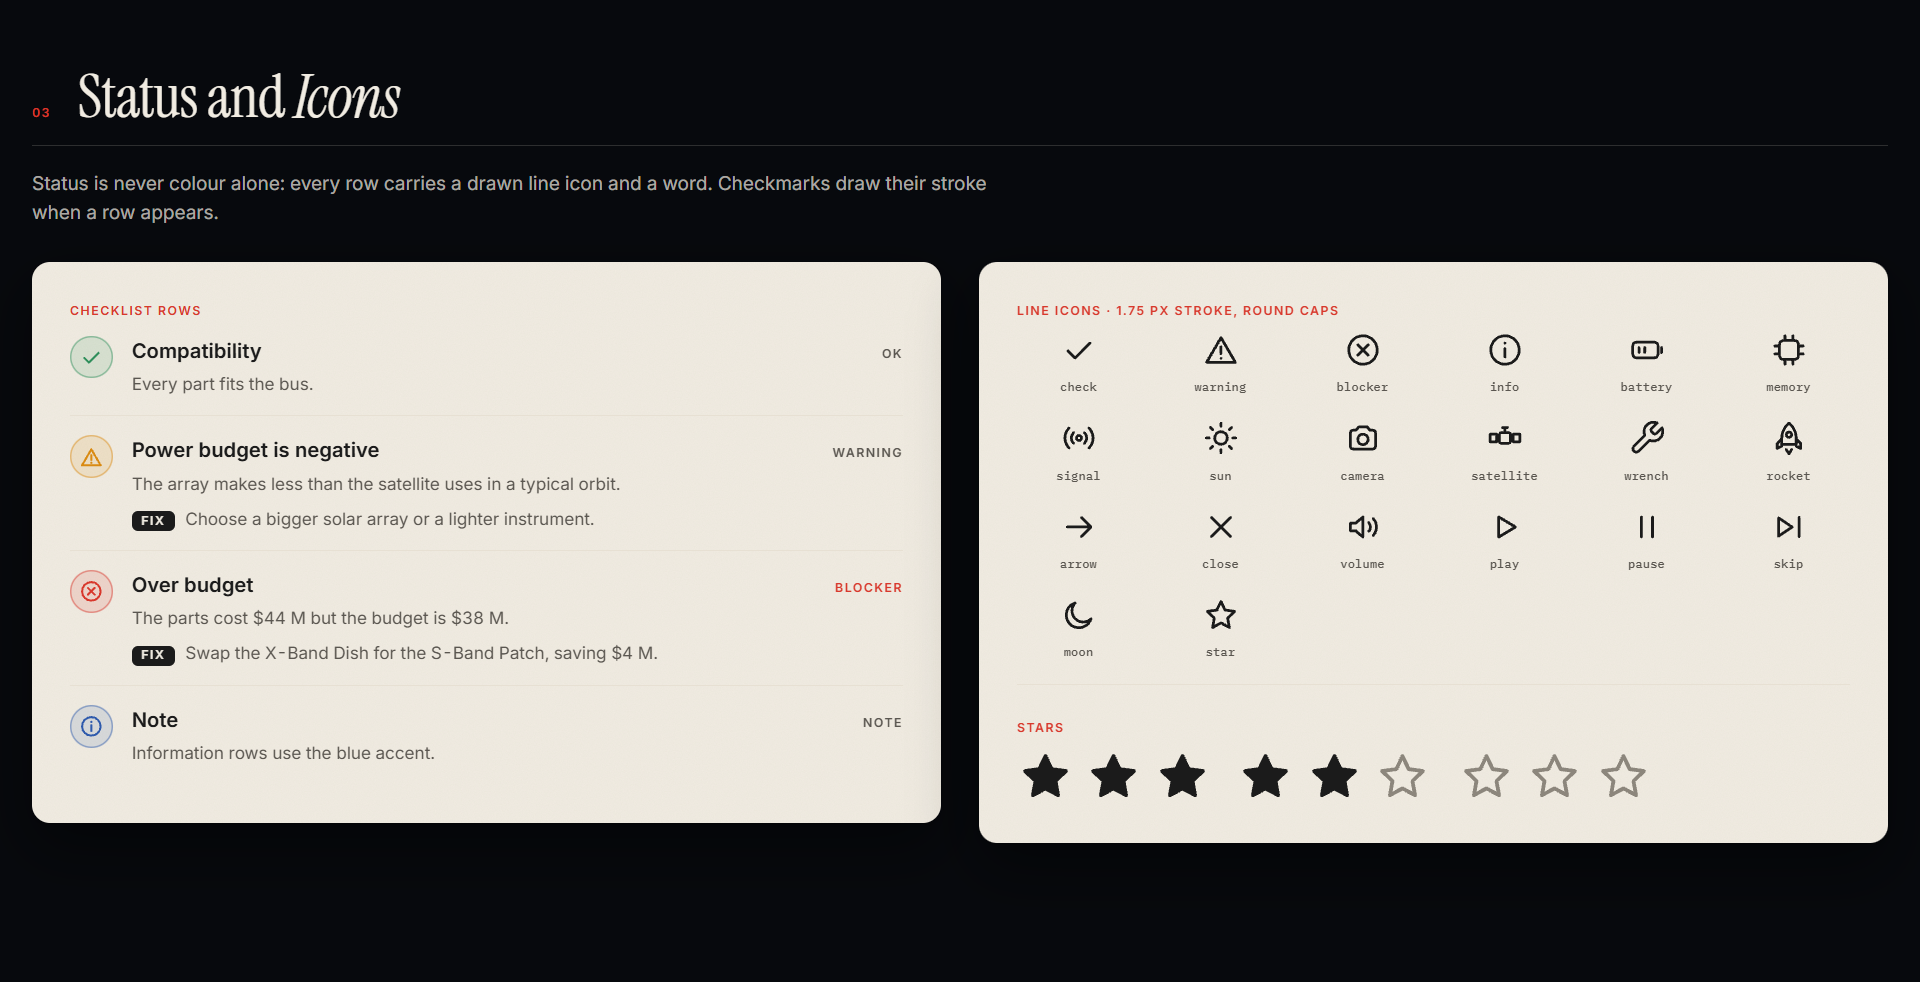 03
Status and Icons
Status is never colour alone: every row carries a drawn line icon and a word. Checkmarks draw their stroke
when a row appears.
CHECKLIST ROWS
Compatibility
OK
Every part fits the bus.
Power budget is negative
WARNING
The array makes less than the satellite uses in a typical orbit.
FIX Choose a bigger solar array or a lighter instrument.
Over budget
BLOCKER
The parts cost $44 M but the budget is $38 M.
FIX Swap the X-Band Dish for the S-Band Patch, saving $4 M.
Note
NOTE
Information rows use the blue accent.
LINE ICONS · 1.75 PX STROKE, ROUND CAPS
check warning blocker info battery memory
signal sun camera satellite wrench rocket
arrow close volume play pause skip
moon star
STARS